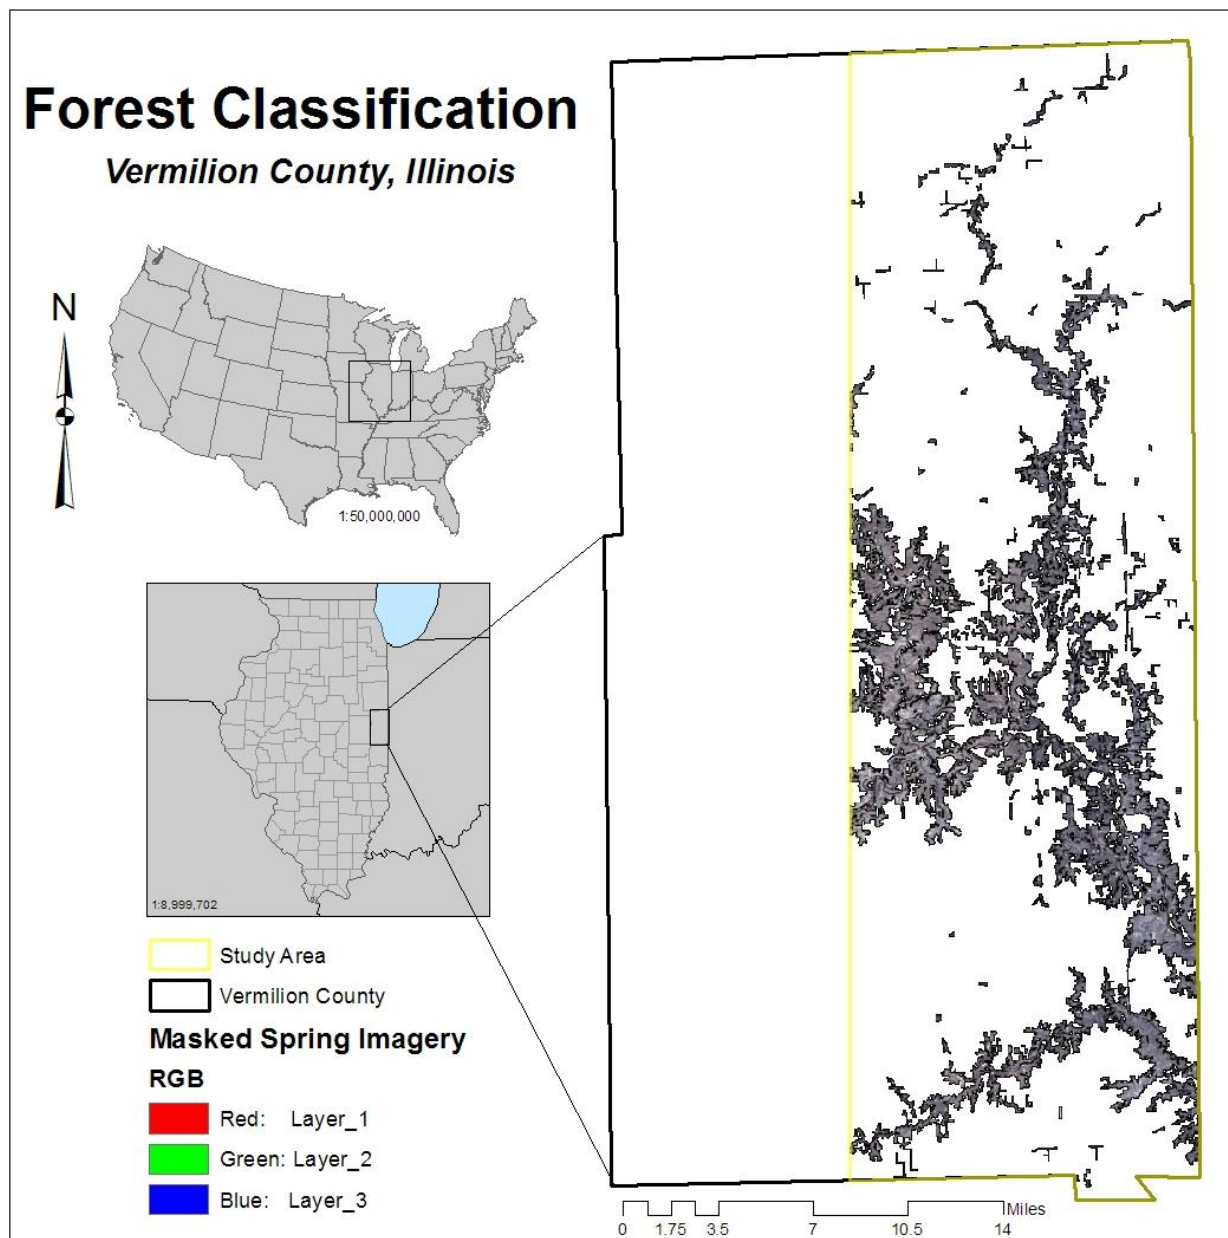 Forest Classification
Vermilion County, Illinois
N
1:50,000,000
1:8,999,702
Study Area
Vermilion County
Masked Spring Imagery
RGB
Red: Layer_1
Green: Layer_2
Blue: Layer_3
Miles
0 1.75 3.5 7 10.5 14